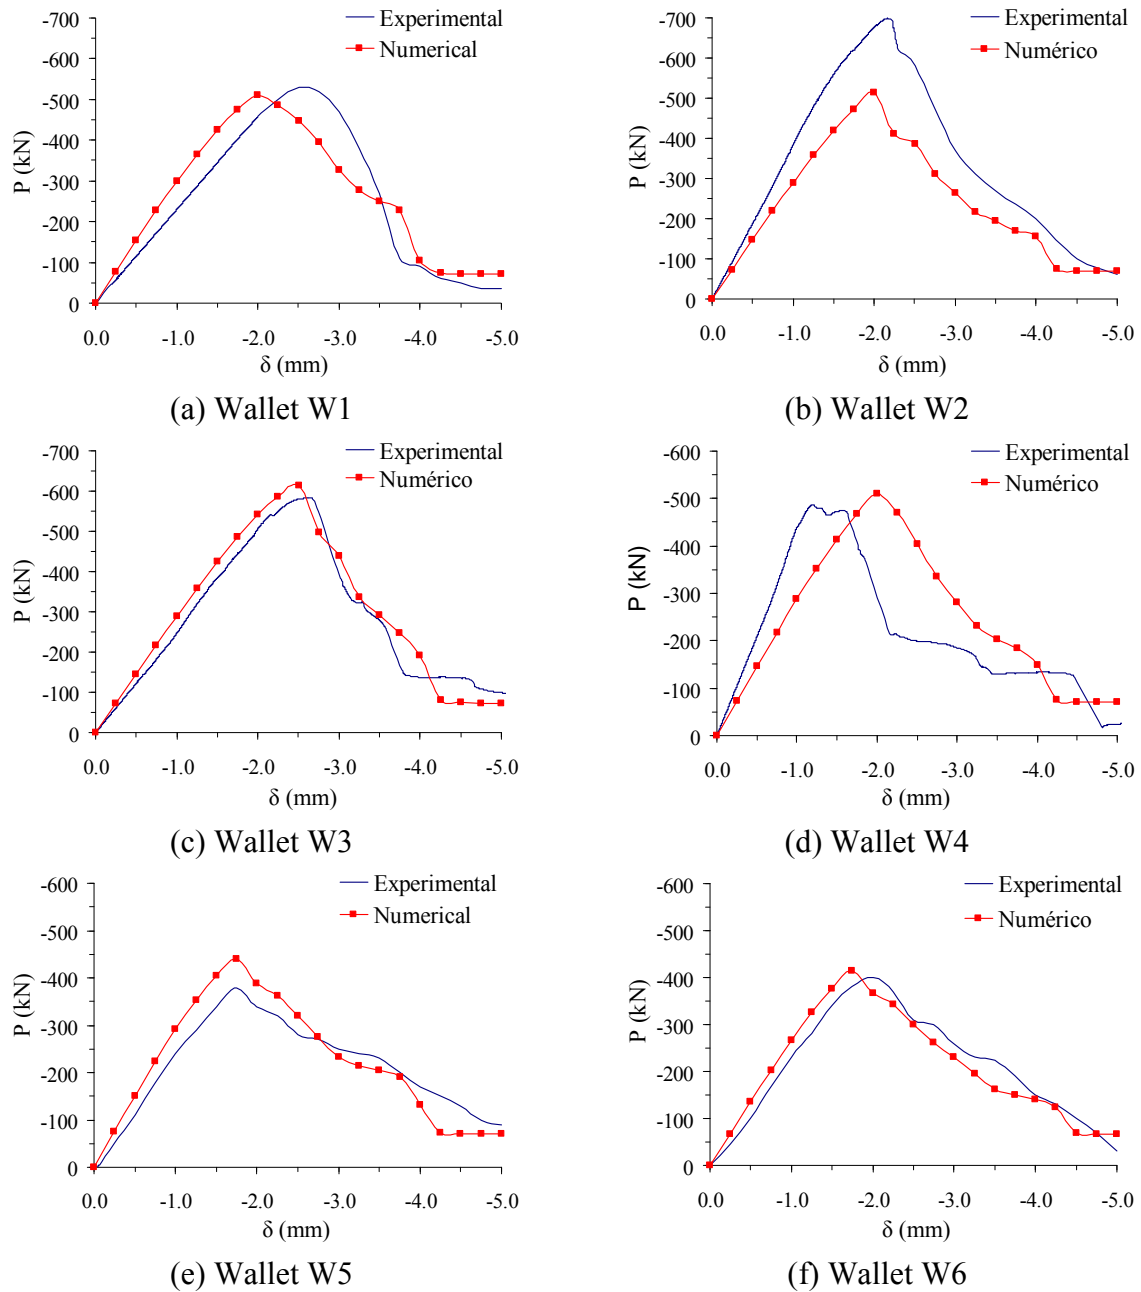 -700
-600
-500
-400
-300
-200
-100
0
P (kN)
Experimental
Numerical
0.0 -1.0 -2.0 -3.0 -4.0 -5.0
δ (mm)
(a) Wallet W1
-700
-600
-500
-400
-300
-200
-100
0
P (kN)
Experimental
Numérico
0.0 -1.0 -2.0 -3.0 -4.0 -5.0
δ (mm)
(b) Wallet W2
-700
-600
-500
-400
-300
-200
-100
0
P (kN)
Experimental
Numérico
0.0 -1.0 -2.0 -3.0 -4.0 -5.0
δ (mm)
(c) Wallet W3
-600
-500
-400
-300
-200
-100
0
P (kN)
Experimental
Numérico
0.0 -1.0 -2.0 -3.0 -4.0 -5.0
δ (mm)
(d) Wallet W4
-600
-500
-400
-300
-200
-100
0
P (kN)
Experimental
Numerical
0.0 -1.0 -2.0 -3.0 -4.0 -5.0
δ (mm)
(e) Wallet W5
-600
-500
-400
-300
-200
-100
0
P (kN)
Experimental
Numérico
0.0 -1.0 -2.0 -3.0 -4.0 -5.0
δ (mm)
(f) Wallet W6